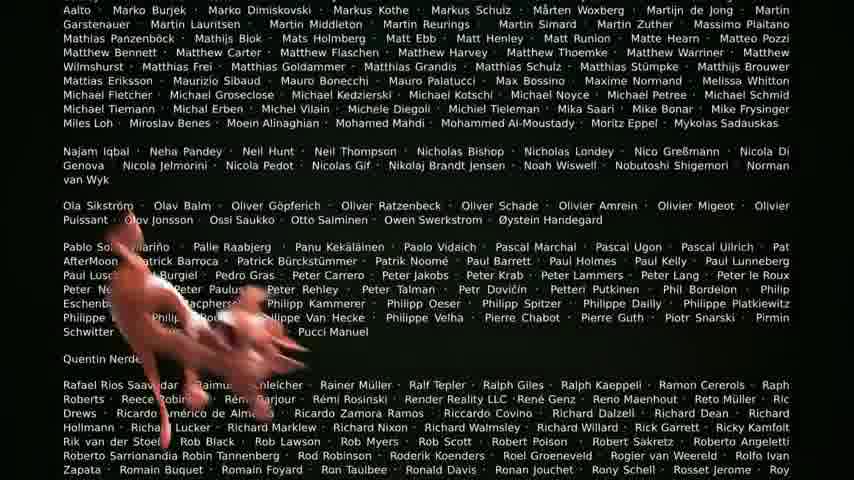 Aalto · Marko Burjek · Marko Dimiskovski · Markus Kothe · Markus Schulz · Mårten Woxberg · Martijn de Jong · Martin
Garstenauer · Martin Lauritsen · Martin Middleton · Martin Reurings · Martin Simard · Martin Zuther · Massimo Plaitano
Mathias Panzenböck · Mathijs Blok · Mats Holmberg · Matt Ebb · Matt Henley · Matt Runion · Matte Hearn · Matteo Pozzi
Matthew Bennett · Matthew Carter · Matthew Flaschen · Matthew Harvey · Matthew Thoemke · Matthew Warriner · Matthew
Wilmshurst · Matthias Frei · Matthias Goldammer · Matthias Grandis · Matthias Schulz · Matthias Stümpke · Matthijs Brouwer
Mattias Eriksson · Maurizio Sibaud · Mauro Bonecchi · Mauro Palatucci · Max Bossino · Maxime Normand · Melissa Whitton
Michael Fletcher · Michael Groseclose · Michael Kedzierski · Michael Kotschi · Michael Noyce · Michael Petree · Michael Schmid
Michael Tiemann · Michal Erben · Michel Vilain · Michele Diegoli · Michiel Tieleman · Mika Saari · Mike Bonar · Mike Frysinger
Miles Loh · Miroslav Benes · Moein Alinaghian · Mohamed Mahdi · Mohammed Al-Moustady · Moritz Eppel · Mykolas Sadauskas
Najam Iqbal · Neha Pandey · Neil Hunt · Neil Thompson · Nicholas Bishop · Nicholas Londey · Nico Greßmann · Nicola Di
Genova · Nicola Jelmorini · Nicola Pedot · Nicolas Gif · Nikolaj Brandt Jensen · Noah Wiswell · Nobutoshi Shigemori · Norman
van Wyk
Ola Sikström · Olav Balm · Oliver Göpferich · Oliver Ratzenbeck · Oliver Schade · Olivier Amrein · Olivier Migeot · Olivier
Puissant · Olov Jonsson · Ossi Saukko · Otto Salminen · Owen Swerkstrom · Øystein Handegard
Pablo · Palle Raabjerg · Panu Kekäläinen · Paolo Vidaich · Pascal Marchal · Pascal Ugon · Pascal Ullrich · Pat
AfterMoon · Patrick Barroca · Patrick Bürckstümmer · Patrik Noomé · Paul Barrett · Paul Holmes · Paul Kelly · Paul Lunneberg
Paul Burgiel · Pedro Gras · Peter Carrero · Peter Jakobs · Peter Krab · Peter Lammers · Peter Lang · Peter le Roux
Peter · Peter Rehley · Peter Talman · Petr Dovičín · Petteri Putkinen · Phil Bordelon · Philip
Philipp Kammerer · Philipp Oeser · Philipp Spitzer · Philippe Dailly · Philippe Platkiewitz
Philippe · Philippe Van Hecke · Philippe Velha · Pierre Chabot · Pierre Guth · Piotr Snarski · Pirmin
Schwitter · Pucci Manuel
Quentin
Rafael Rios Saavedra · Rainer Müller · Ralf Tepler · Ralph Giles · Ralph Kaeppeli · Ramon Cererols · Raph
Roberts · Reece · Rémi Rosinski · Render Reality LLC · René Genz · Reno Maenhout · Reto Müller · Ric
Drews · Ricardo Américo de · Ricardo Zamora Ramos · Riccardo Covino · Richard Dalzell · Richard Dean · Richard
Hollmann · Richard Lucker · Richard Marklew · Richard Nixon · Richard Walmsley · Richard Willard · Rick Garrett · Ricky Kamfolt
Rik van der Stoel · Rob Black · Rob Lawson · Rob Myers · Rob Scott · Robert Poison · Robert Sakretz · Roberto Angeletti
Roberto Sarrionandia Robin Tannenberg · Rod Robinson · Roderik Koenders · Roel Groeneveld · Rogier van Weereld · Rolfo Ivan
Zapata · Romain Buquet · Romain Foyard · Ron Taulbee · Ronald Davis · Ronan Jouchet · Rony Schell · Rosset Jerome · Roy